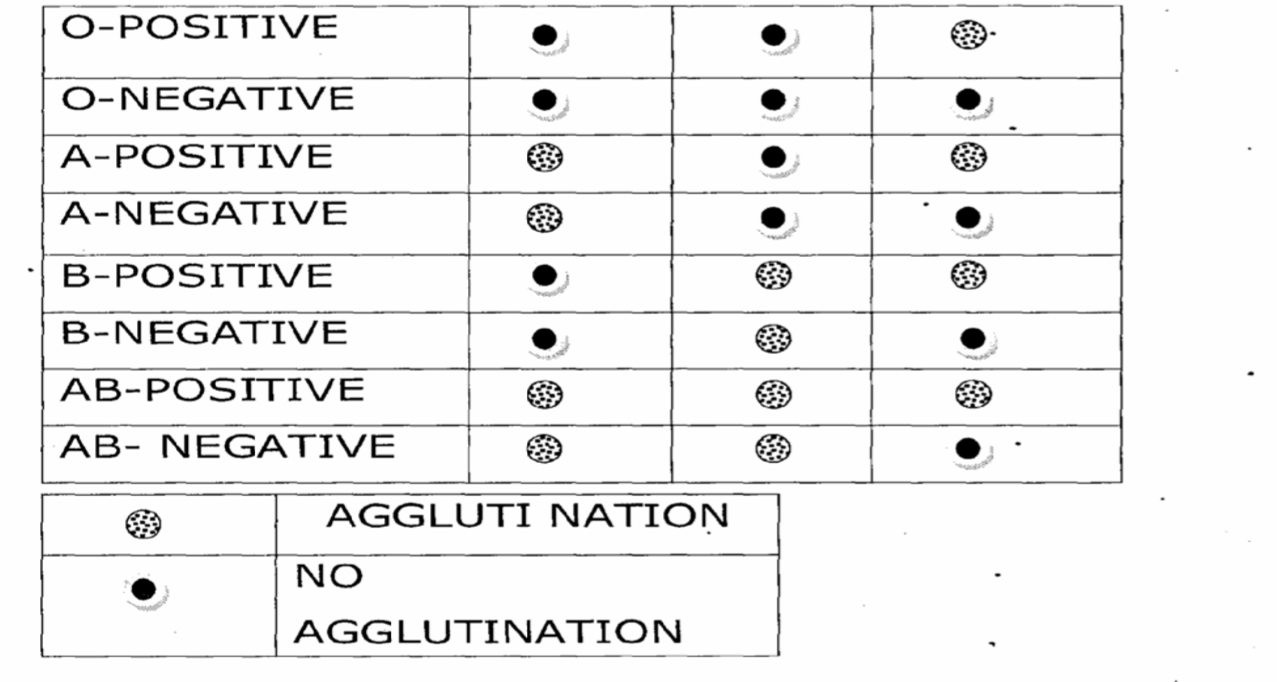 O-POSITIVE
O-NEGATIVE
A-POSITIVE
A-NEGATIVE
B-POSITIVE
B-NEGATIVE
AB-POSITIVE
AB- NEGATIVE
AGGLUTI NATION
NO
AGGLUTINATION